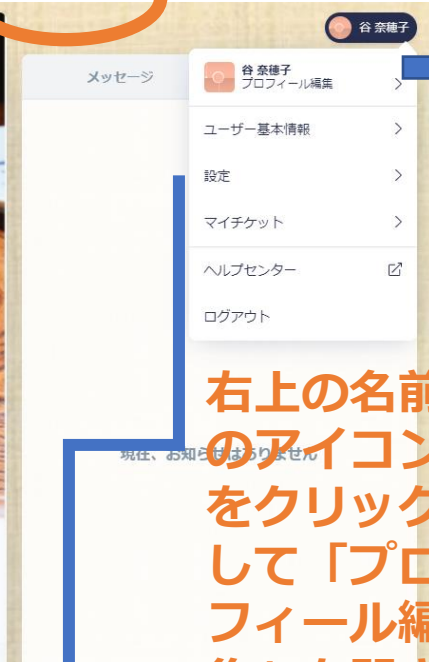 谷 奈穂子
メッセージ
谷 奈穂子
プロフィール編集
ユーザー基本情報
設定
マイチケット
ヘルプセンター
ログアウト
現在、お知らせはありません
右上の名前
のアイコン
をクリック
して「プロ
フィール編